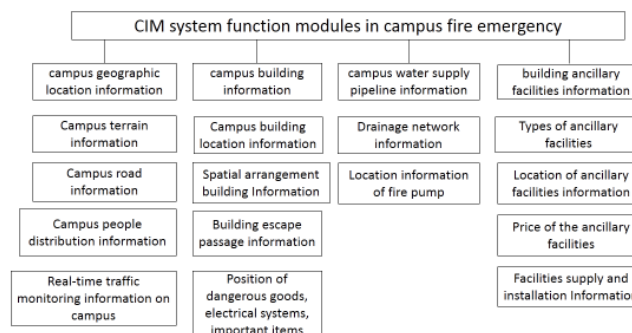 CIM system function modules in campus fire emergency
campus geographic
location information
Campus terrain
information
Campus road
information
Campus people
distribution information
Real-time traffic
monitoring information on
campus
campus building
information
Campus building
location information
Spatial arrangement
building Information
Building escape
passage information
Position of
dangerous goods,
electrical systems,
important items
campus water supply
pipeline information
Drainage network
information
Location information
of fire pump
building ancillary
facilities information
Types of ancillary
facilities
Location of ancillary
facilities information
Price of the ancillary
facilities
Facilities supply and
installation Information